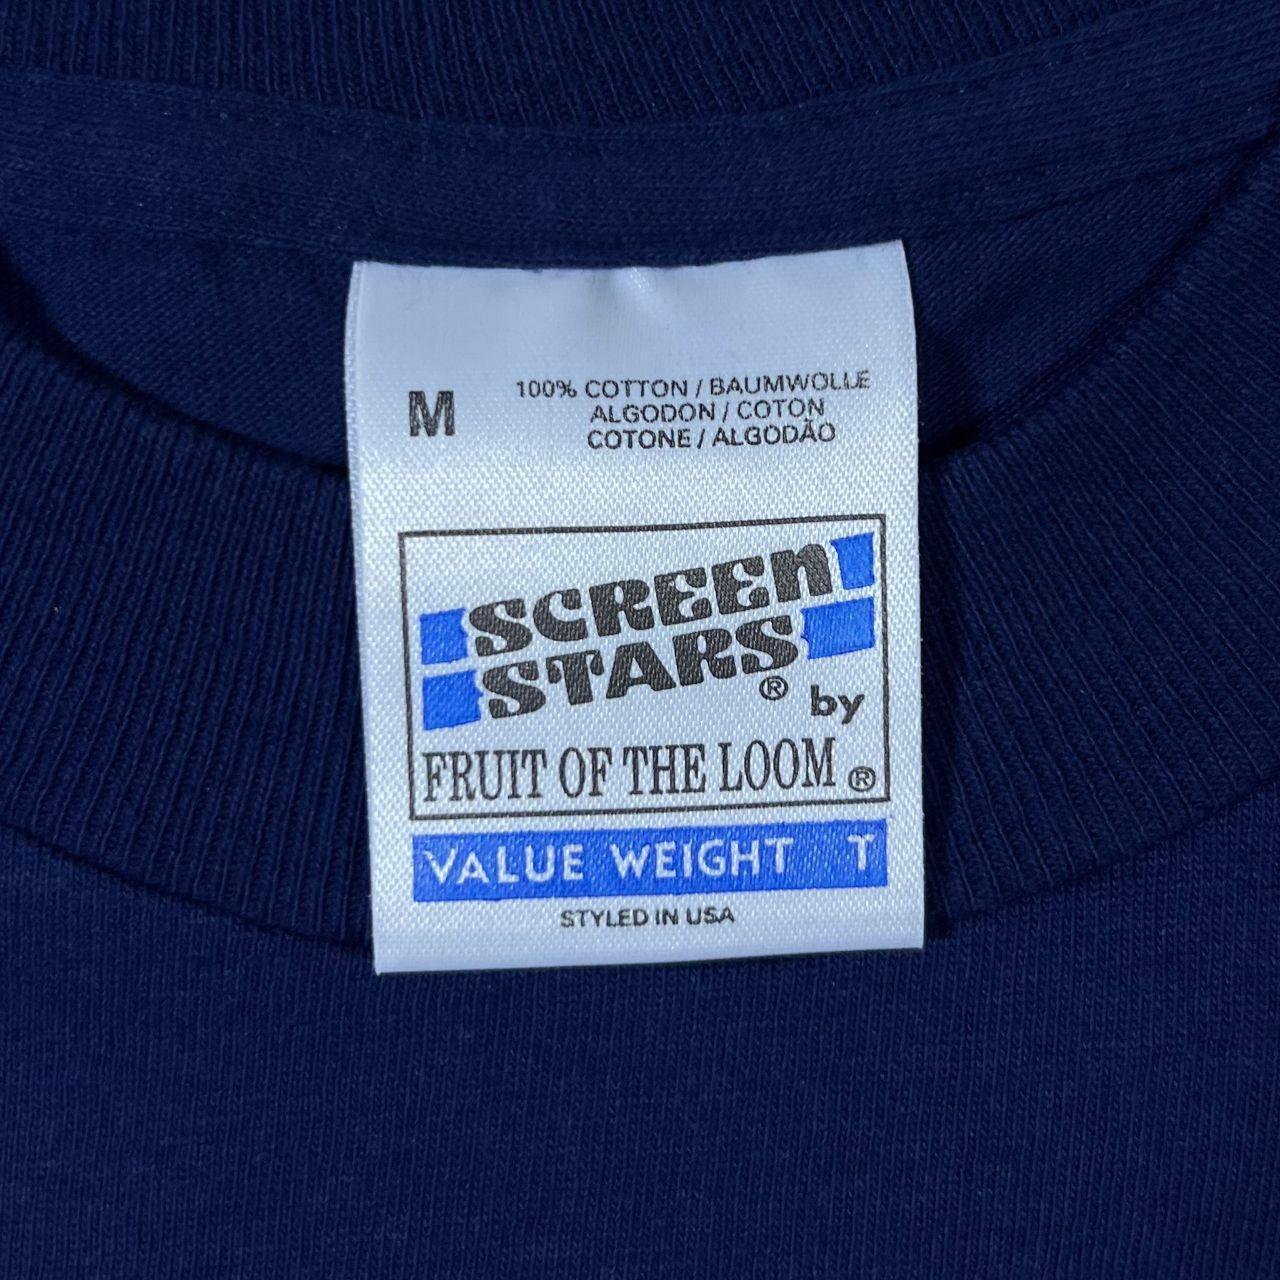 M
100% COTTON / BAUMWOLLE
ALGODON / COTON
COTONE / ALGODÃO
SCREEN
STARS® by
FRUIT OF THE LOOM®
VALUE WEIGHT T
STYLED IN USA